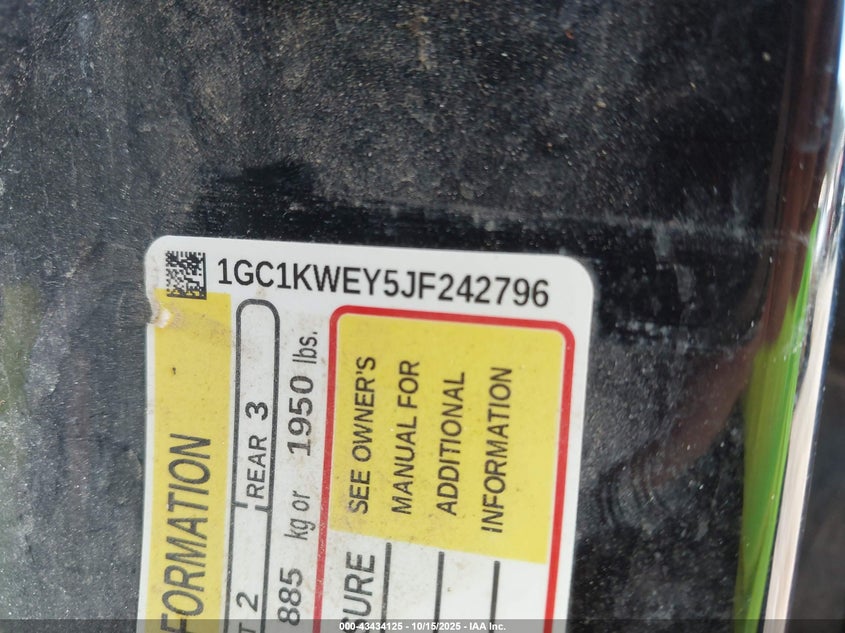 1GC1KWEY5JF242796
FORMATION
T 2 REAR 3
885 kg or 1950 lbs.
URE
SEE OWNER'S
MANUAL FOR
ADDITIONAL
INFORMATION
000-43434125 - 10/15/2025 - IAA Inc.